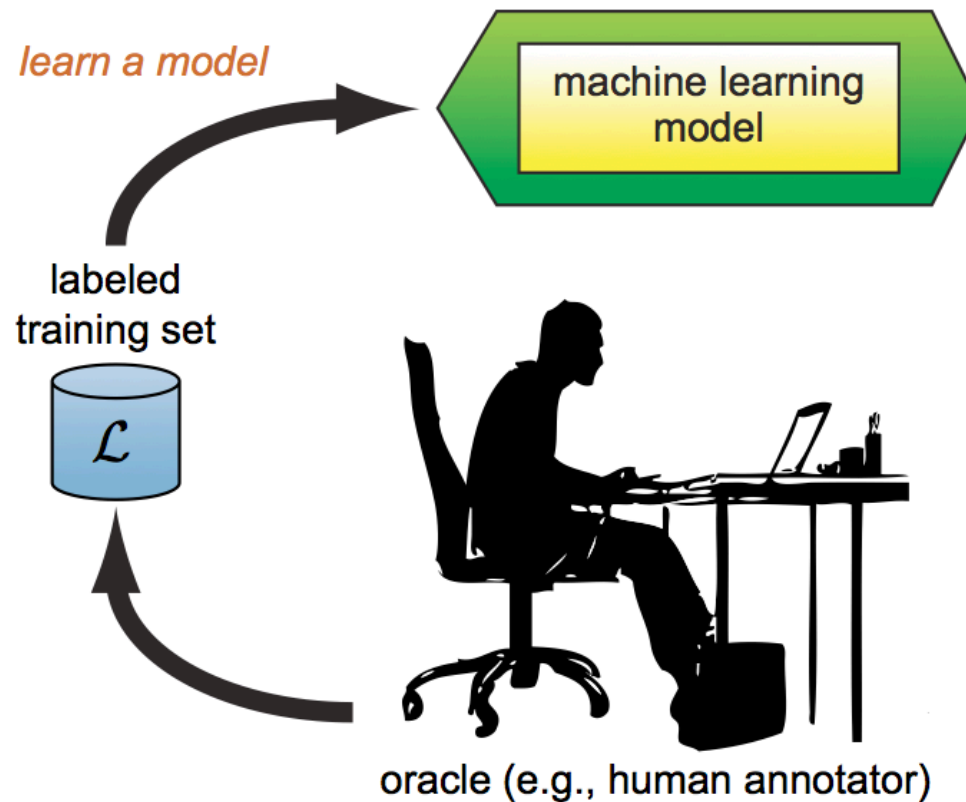 learn a model
machine learning
model
labeled
training set
ℒ
oracle (e.g., human annotator)